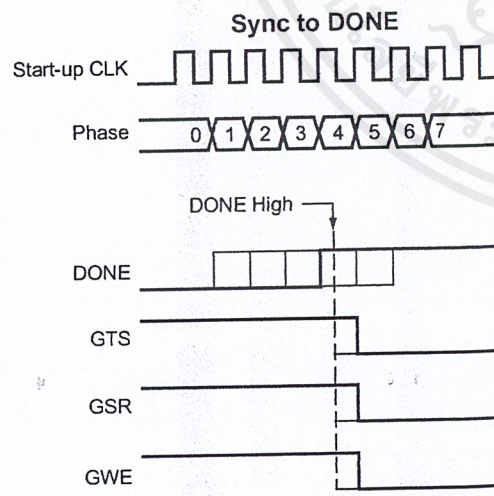 Sync to DONE
Start-up CLK
Phase 0 1 2 3 4 5 6 7
DONE High
DONE
GTS
GSR
GWE